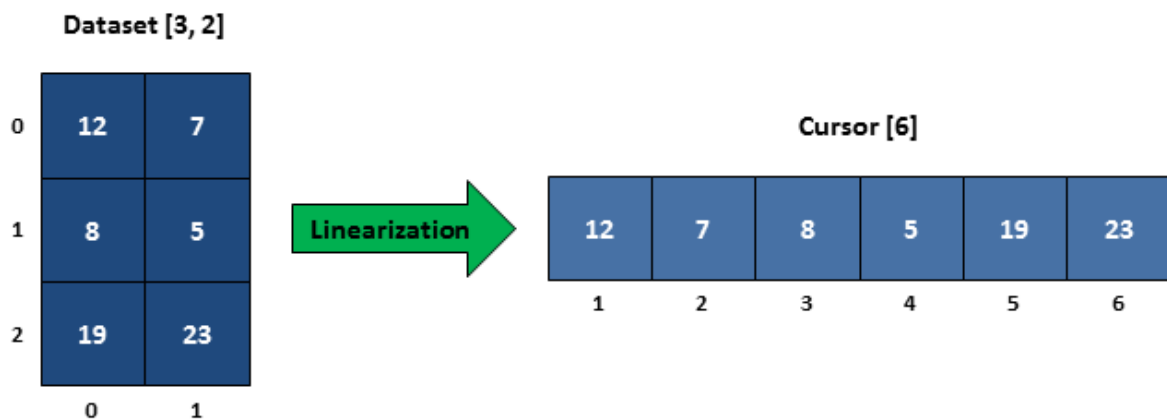 Dataset [3, 2]
0 12 7
1 8 5
2 19 23
0 1
Linearization
Cursor [6]
12 7 8 5 19 23
1 2 3 4 5 6